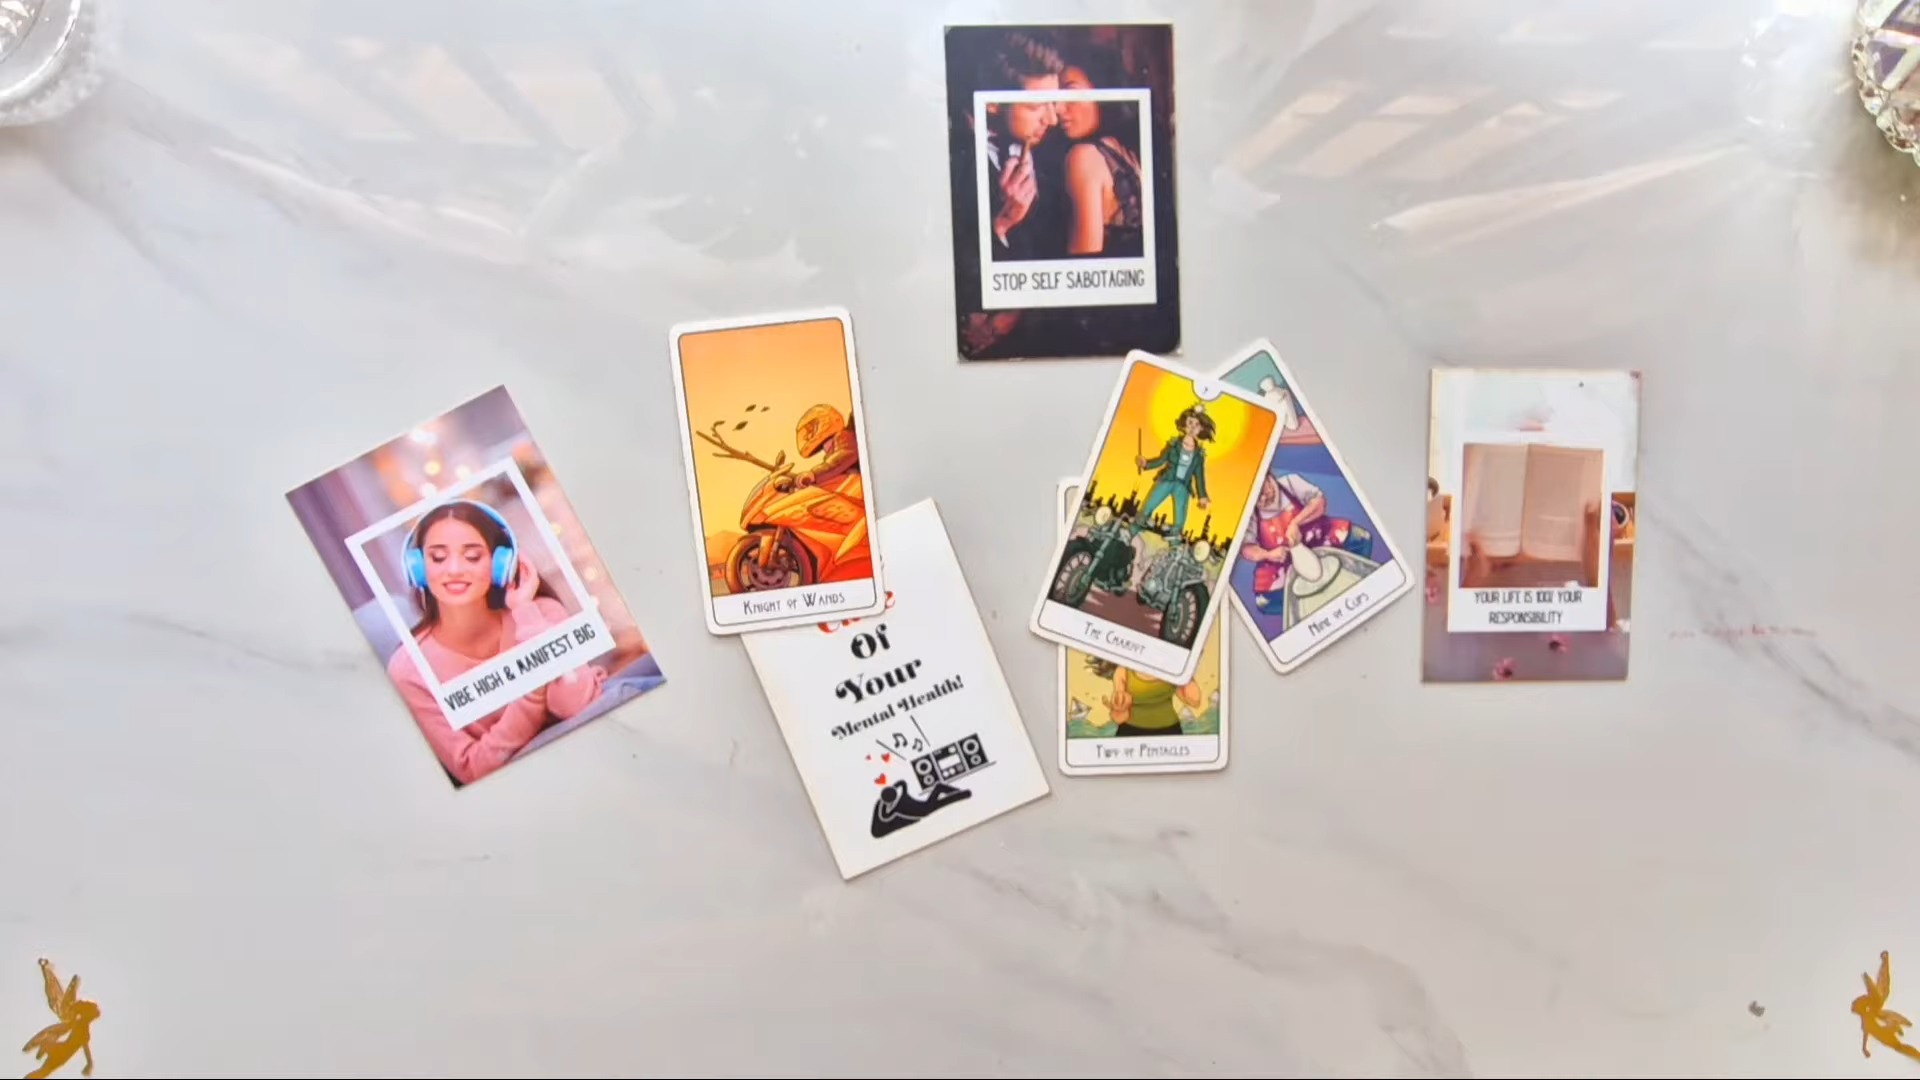 STOP SELF SABOTAGING
KNIGHT OF WANDS
VIBE HIGH & MANIFEST BIG
Of
Your
Mental Health!
THE CHARIOT
NINE OF CUPS
TWO OF PENTACLES
YOUR LIFE IS 100% YOUR
RESPONSIBILITY